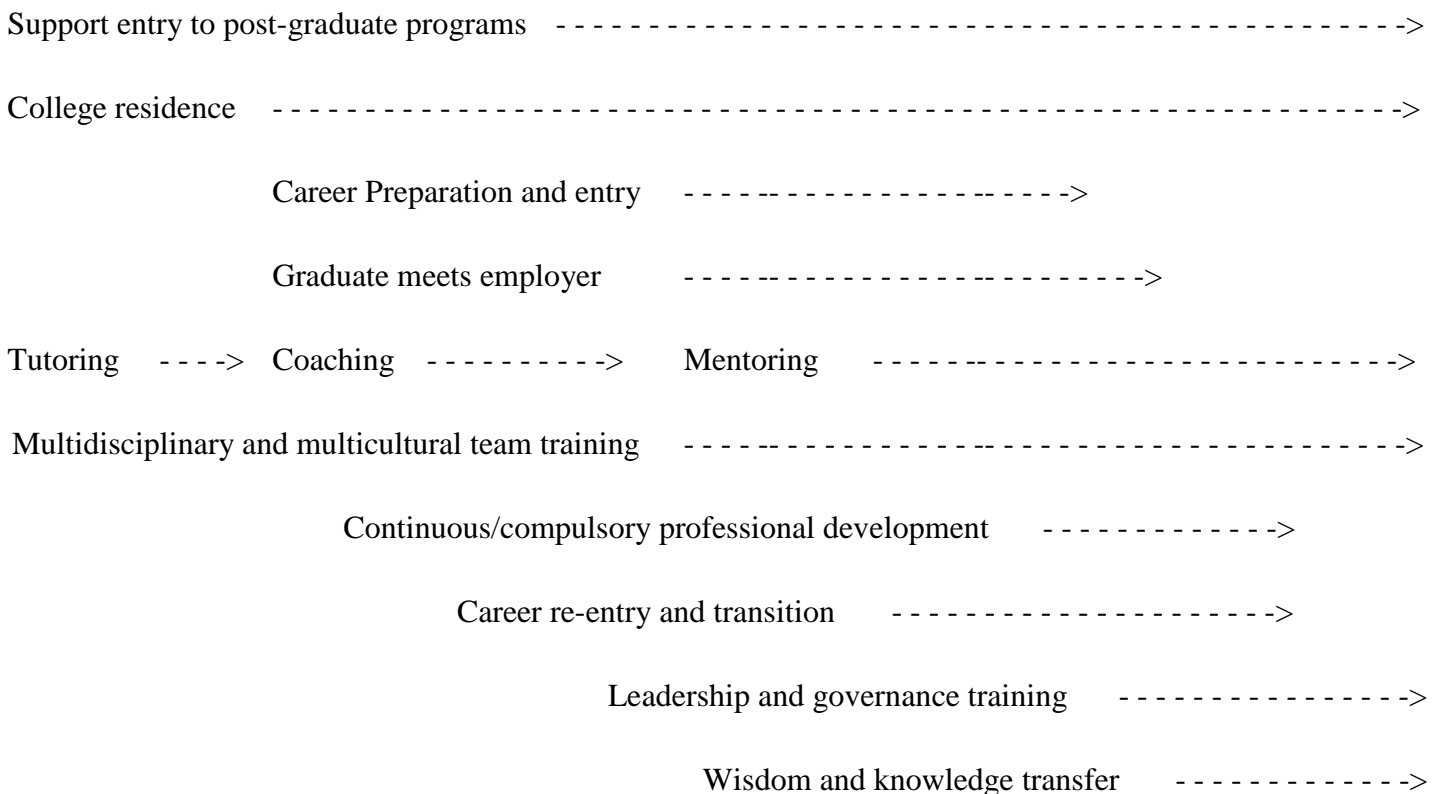 Support entry to post-graduate programs - - - - - - - - - - - - - - - - - - - - - - - - - - - - - - - - - - - - - - - - - - - - - - ->
College residence - - - - - - - - - - - - - - - - - - - - - - - - - - - - - - - - - - - - - - - - - - - - - - - - - - - - - - - - - - - - - ->
Career Preparation and entry - - - - -- - - - - - - - - - - -- - - - ->
Graduate meets employer - - - - -- - - - - - - - - - - -- - - - - - - - ->
Tutoring - - - -> Coaching - - - - - - - - - -> Mentoring - - - - - -- - - - - - - - - - - - - - - - - - - - - - ->
Multidisciplinary and multicultural team training - - - - -- - - - - - - - - - - -- - - - - - - - - - - - - - - - - - - - - - ->
Continuous/compulsory professional development - - - - - - - - - - - - ->
Career re-entry and transition - - - - - - - - - - - - - - - - - - - - ->
Leadership and governance training - - - - - - - - - - - - - - - ->
Wisdom and knowledge transfer - - - - - - - - - - - - ->